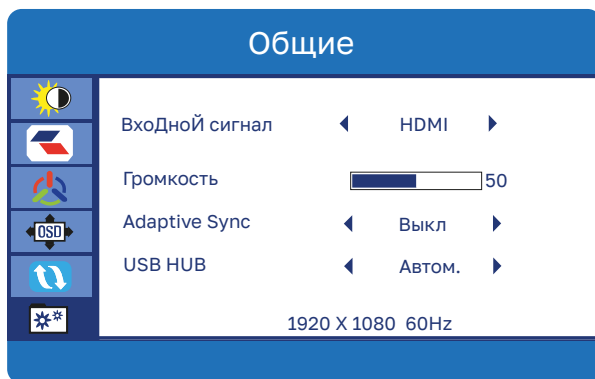 Общие
ВхоДноЙ сигнал HDMI
Громкость 50
Adaptive Sync Выкл
OSD
USB HUB Автом.
1920 X 1080 60Hz